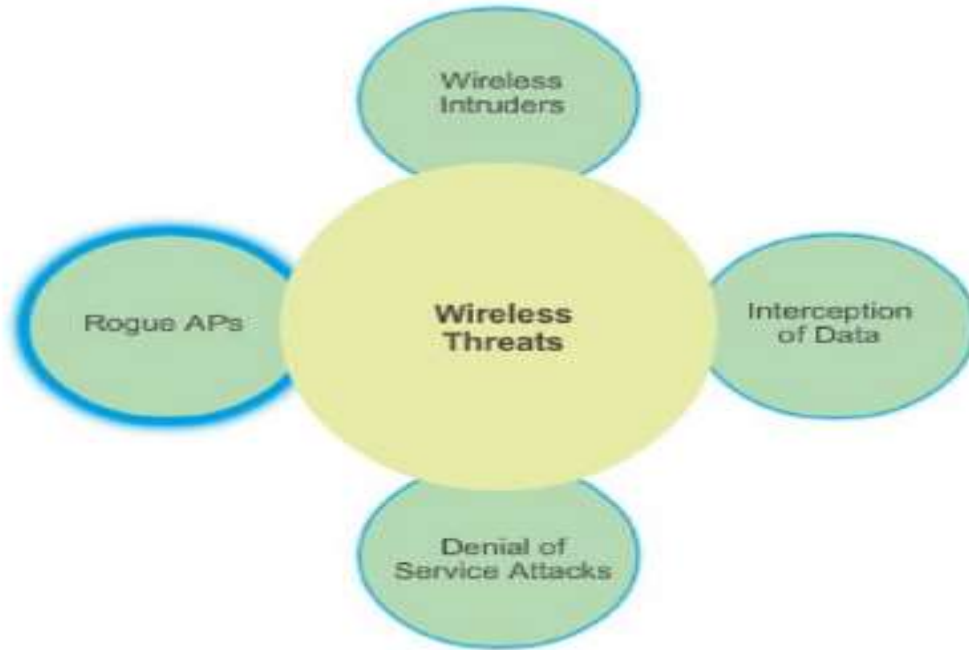 Wireless
Intruders
Rogue APs
Wireless
Threats
Interception
of Data
Denial of
Service Attacks